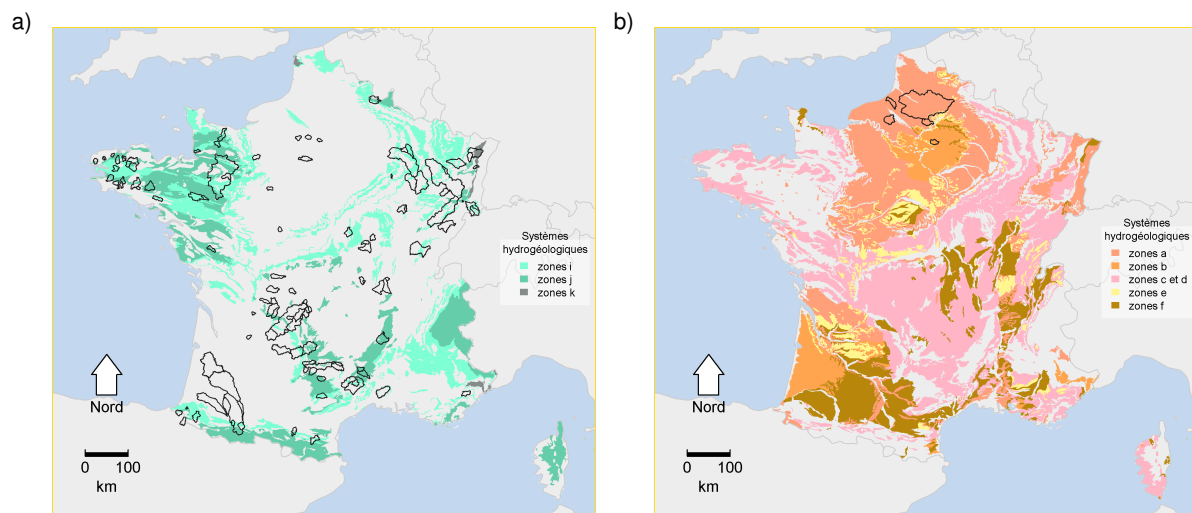 a)
Systèmes
hydrogéologiques
zones i
zones j
zones k
Nord
0 100
km
b)
Systèmes
hydrogéologiques
zones a
zones b
zones c et d
zones e
zones f
Nord
0 100
km